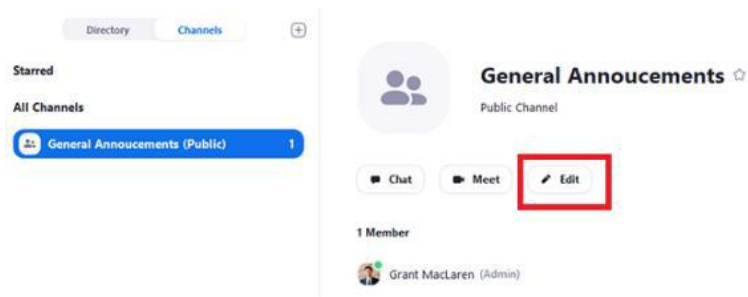 Directory Channels
Starred
All Channels
General Annoucements (Public) 1
General Annoucements
Public Channel
Chat Meet Edit
1 Member
Grant MacLaren (Admin)